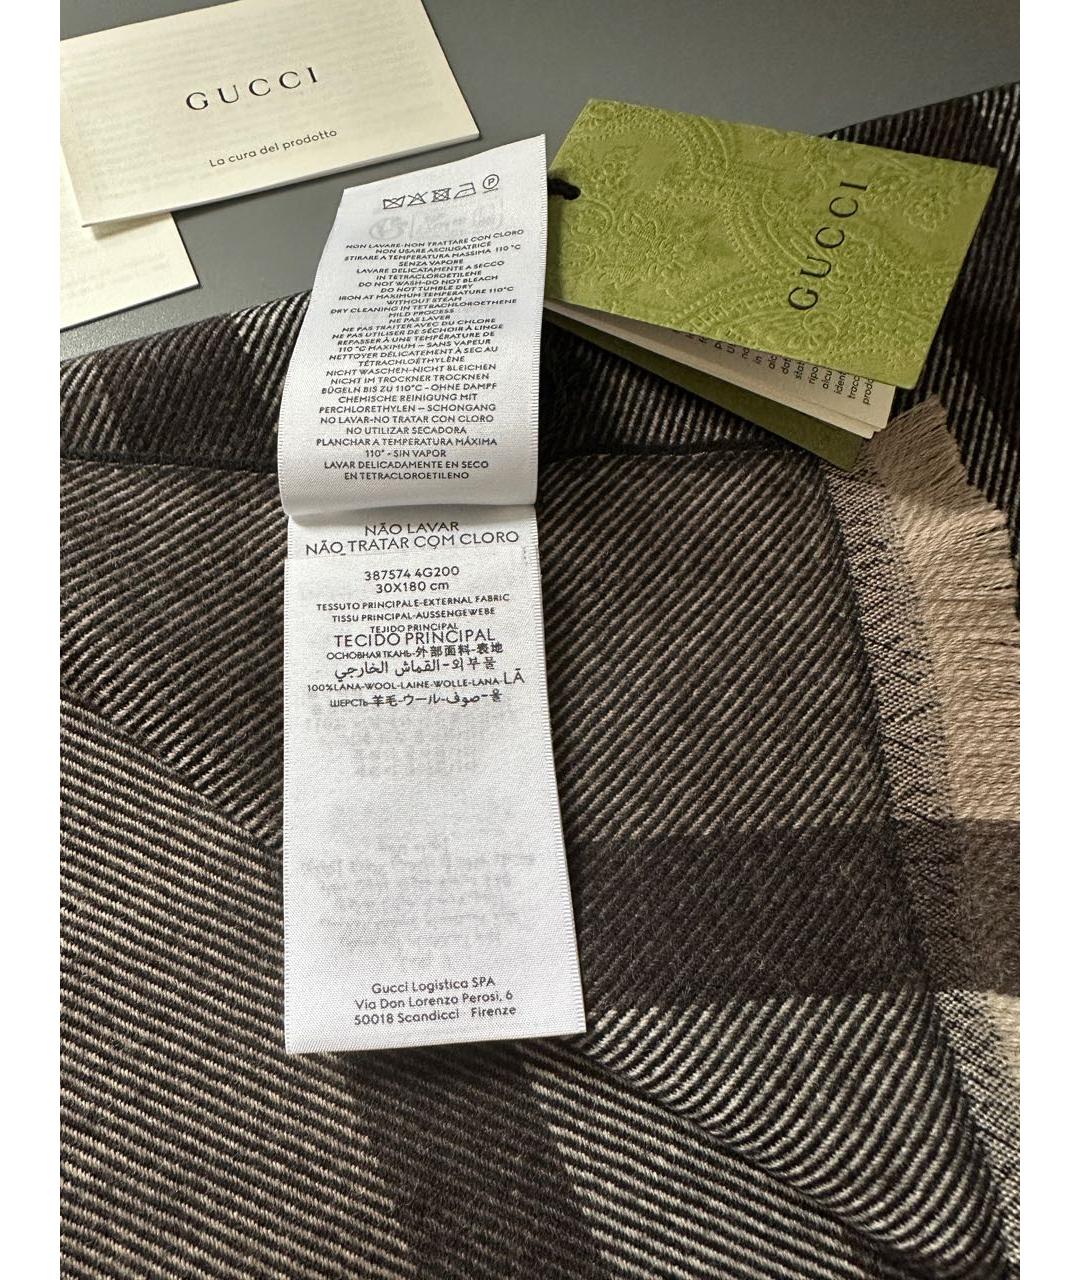 GUCCI
La cura del prodotto
GUCCI
NON LAVARE-NON TRATTARE CON CLORO
NON USARE ASCIUGATRICE
STIRARE A TEMPERATURA MASSIMA 110 °C
SENZA VAPORE
LAVARE DELICATAMENTE A SECCO
IN TETRACLOROETILENE
DO NOT WASH-DO NOT BLEACH
DO NOT TUMBLE DRY
IRON AT MAXIMUM TEMPERATURE 110°C
WITHOUT STEAM
DRY CLEANING IN TETRACHLOROETHENE
MILD PROCESS
NE PAS LAVER
NE PAS TRAITER AVEC DU CHLORE
NE PAS UTILISER DE SÉCHOIR À LINGE
REPASSER À UNE TEMPÉRATURE DE
110 °C MAXIMUM – SANS VAPEUR
NETTOYER DÉLICATEMENT À SEC AU
TÉTRACHLOÉTHYLÈNE
NICHT WASCHEN-NICHT BLEICHEN
NICHT IM TROCKNER TROCKNEN
BÜGELN BIS ZU 110°C - OHNE DAMPF
CHEMISCHE REINIGUNG MIT
PERCHLORETHYLEN – SCHONGANG
NO LAVAR-NO TRATAR CON CLORO
NO UTILIZAR SECADORA
PLANCHAR A TEMPERATURA MÁXIMA
110° - SIN VAPOR
LAVAR DELICADAMENTE EN SECO
EN TETRACLOROETILENO
NÃO LAVAR
NÃO TRATAR COM CLORO
387574 4G200
30X180 cm
TESSUTO PRINCIPALE-EXTERNAL FABRIC
TISSU PRINCIPAL-AUSSENGEWEBE
TEJIDO PRINCIPAL
TECIDO PRINCIPAL
ОСНОВНАЯ ТКАНЬ-外部面料-表地
القماش الخارجي-외부물
100%LANA-WOOL-LAINE-WOLLE-LANA-LÃ
ШЕРСТЬ-羊毛-ウール-صوف-울
Gucci Logistica SPA
Via Don Lorenzo Perosi, 6
50018 Scandicci Firenze